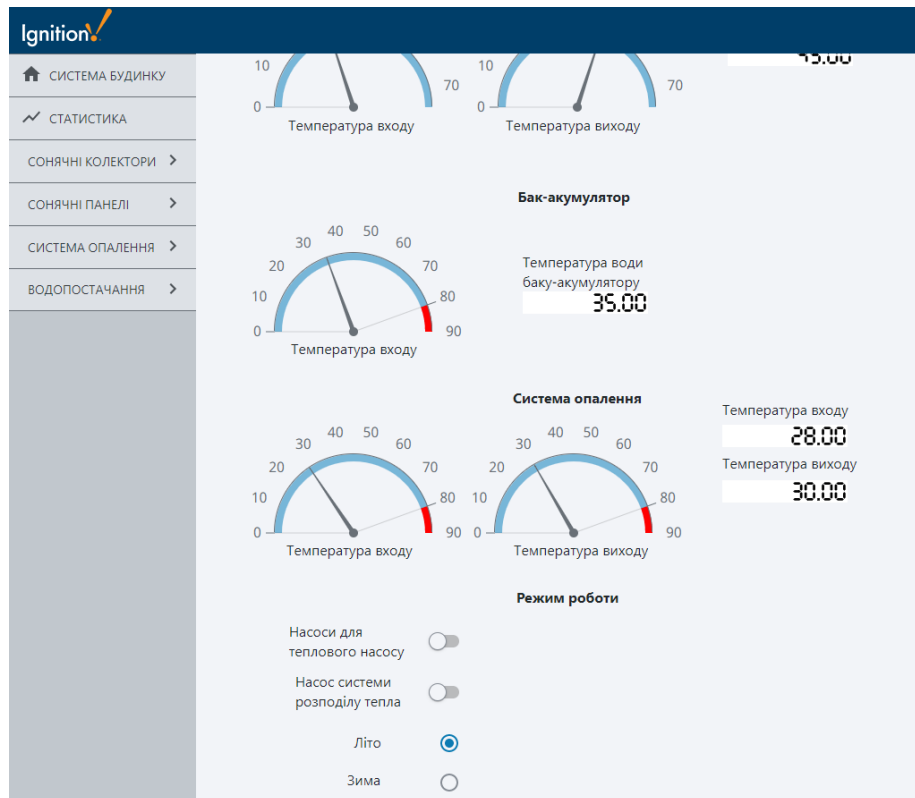 Ignition!
СИСТЕМА БУДИНКУ
СТАТИСТИКА
СОНЯЧНІ КОЛЕКТОРИ
СОНЯЧНІ ПАНЕЛІ
СИСТЕМА ОПАЛЕННЯ
ВОДОПОСТАЧАННЯ
10 70 10 70
0 0
Температура входу Температура виходу
Бак-акумулятор
40 50
30 60
20 70
10 80
0 90
Температура входу
Температура води
баку-акумулятору
35.00
Система опалення
40 50 40 50
30 60 30 60
20 70 20 70
10 80 10 80
0 90 0 90
Температура входу Температура виходу
Температура входу
28.00
Температура виходу
30.00
Режим роботи
Насоси для
теплового насосу
Насос системи
розподілу тепла
Літо
Зима